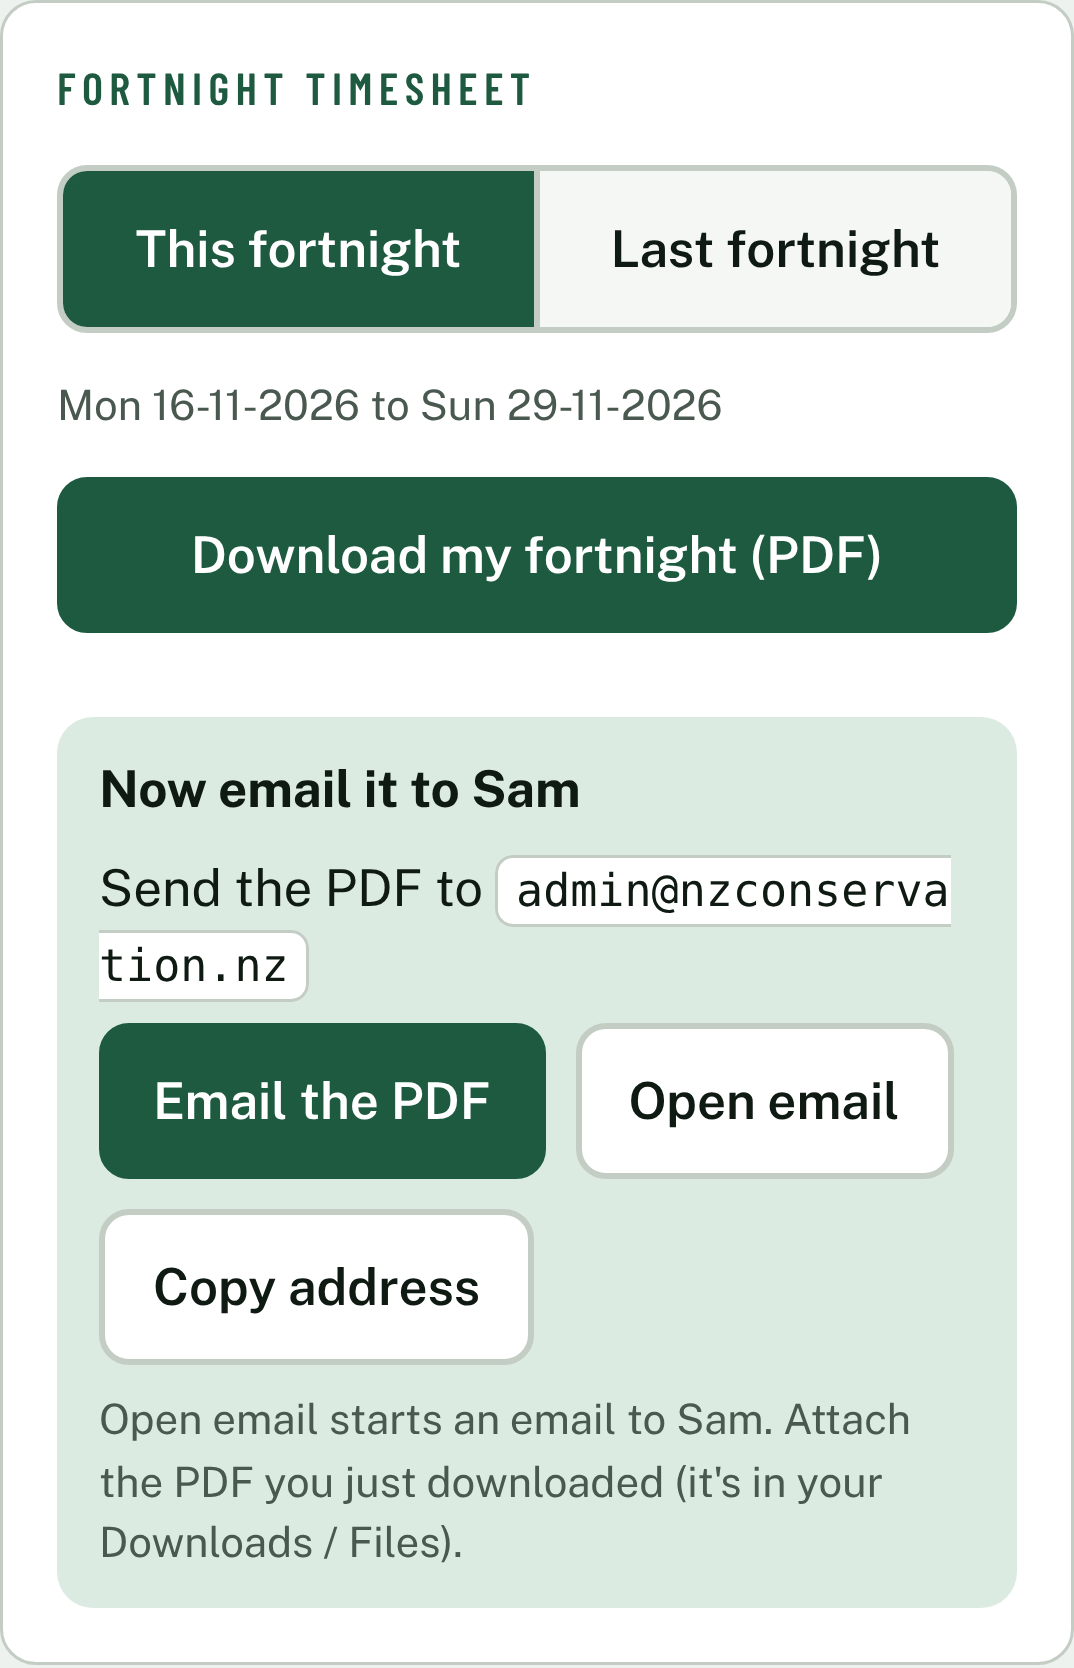 FORTNIGHT TIMESHEET
This fortnight
Last fortnight
Mon 16-11-2026 to Sun 29-11-2026
Download my fortnight (PDF)
Now email it to Sam
Send the PDF to admin@nzconserva
tion.nz
Email the PDF
Open email
Copy address
Open email starts an email to Sam. Attach
the PDF you just downloaded (it's in your
Downloads / Files).